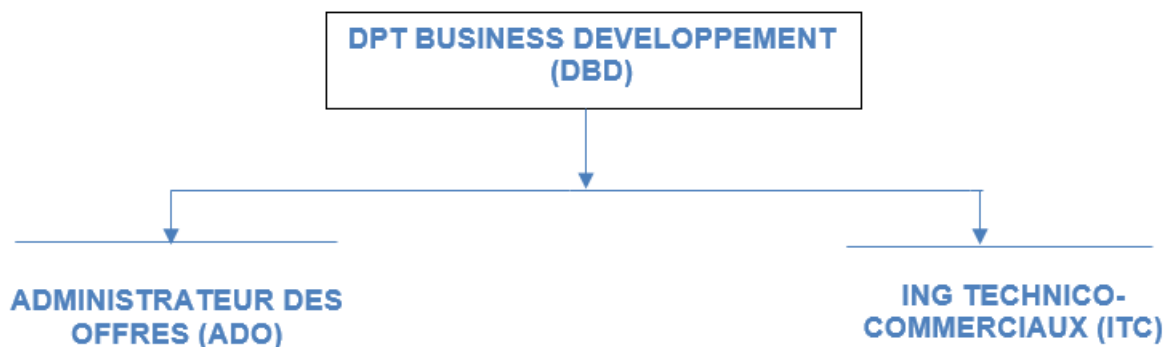 DPT BUSINESS DEVELOPPEMENT
(DBD)
ADMINISTRATEUR DES
OFFRES (ADO)
ING TECHNICO-
COMMERCIAUX (ITC)